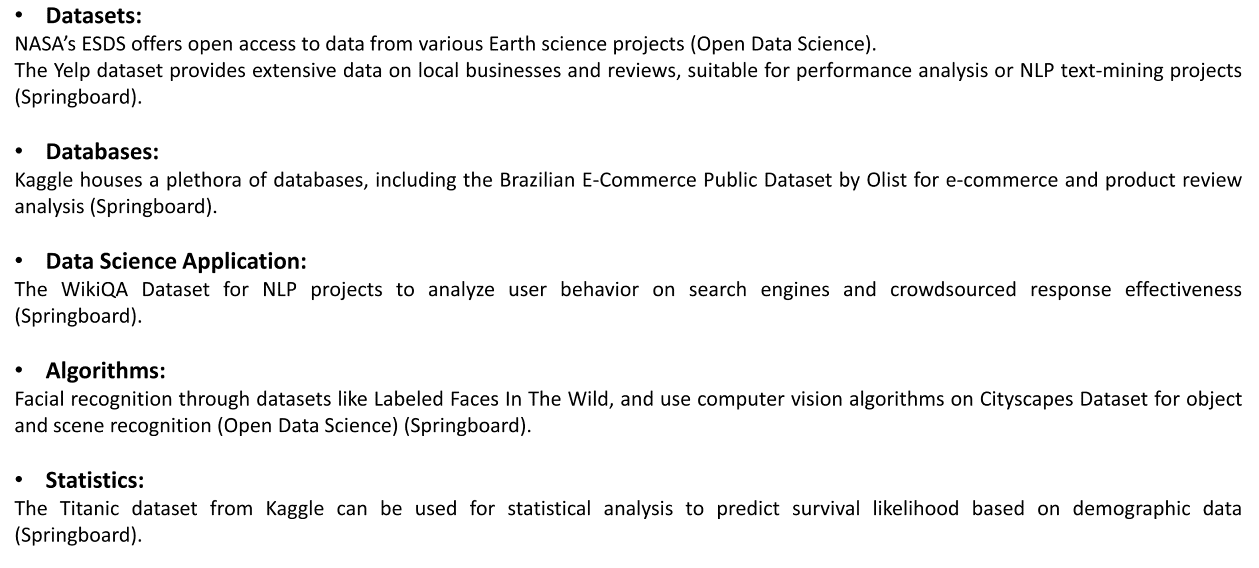 • Datasets:
NASA’s ESDS offers open access to data from various Earth science projects (Open Data Science).
The Yelp dataset provides extensive data on local businesses and reviews, suitable for performance analysis or NLP text-mining projects
(Springboard).
• Databases:
Kaggle houses a plethora of databases, including the Brazilian E-Commerce Public Dataset by Olist for e-commerce and product review
analysis (Springboard).
• Data Science Application:
The WikiQA Dataset for NLP projects to analyze user behavior on search engines and crowdsourced response effectiveness
(Springboard).
• Algorithms:
Facial recognition through datasets like Labeled Faces In The Wild, and use computer vision algorithms on Cityscapes Dataset for object
and scene recognition (Open Data Science) (Springboard).
• Statistics:
The Titanic dataset from Kaggle can be used for statistical analysis to predict survival likelihood based on demographic data
(Springboard).